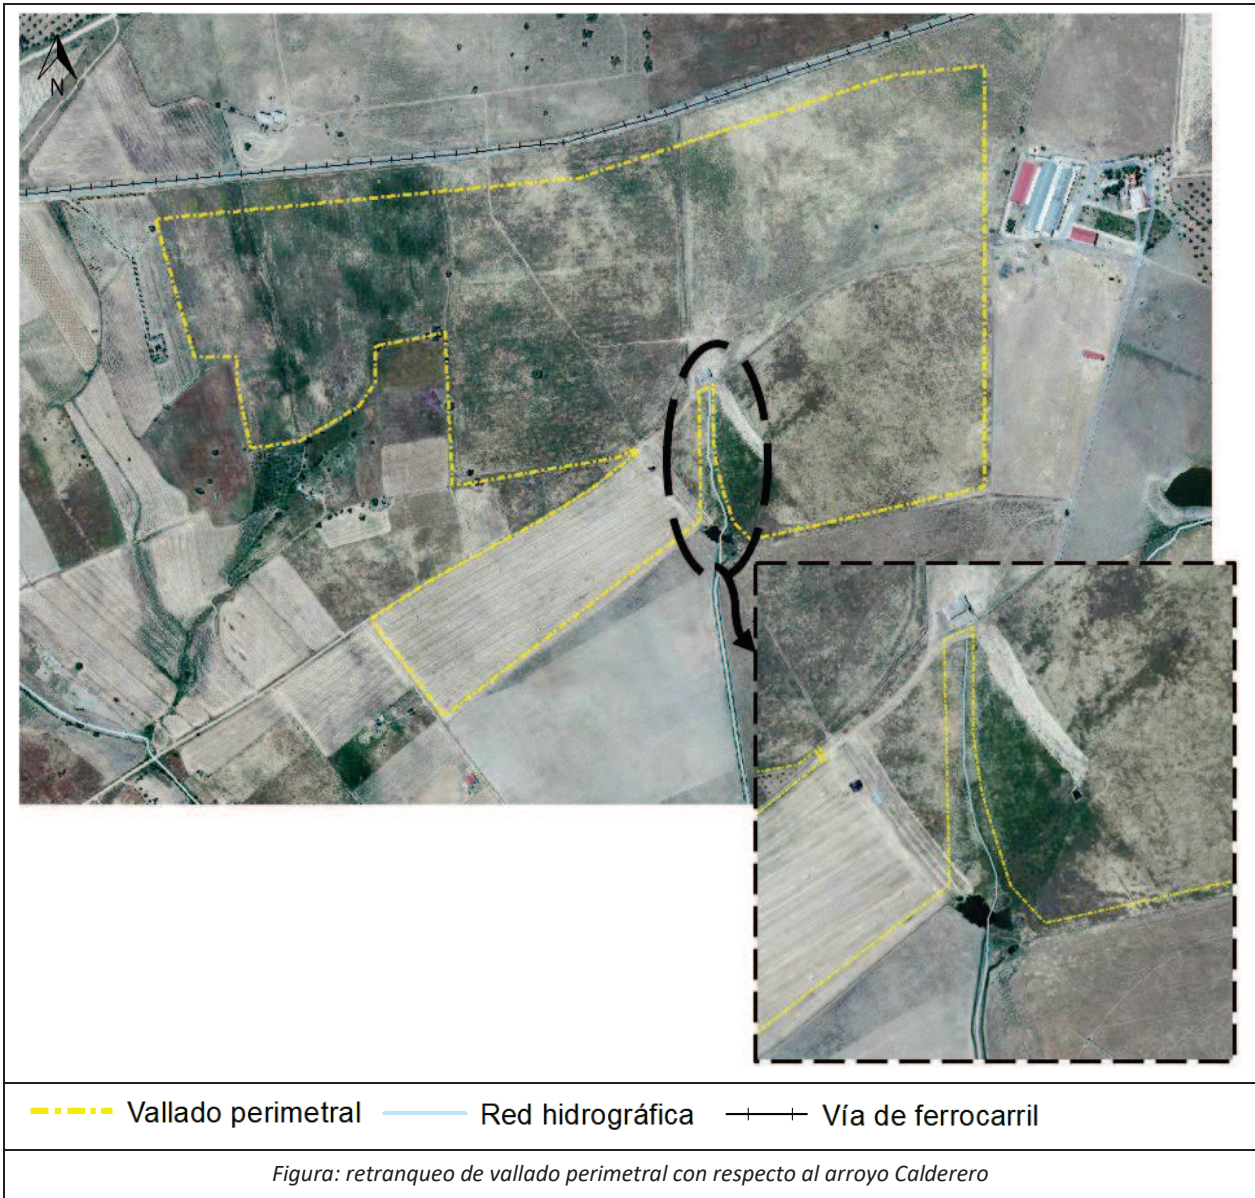 N
Vallado perimetral
Red hidrográfica
Vía de ferrocarril
Figura: retranqueo de vallado perimetral con respecto al arroyo Calderero